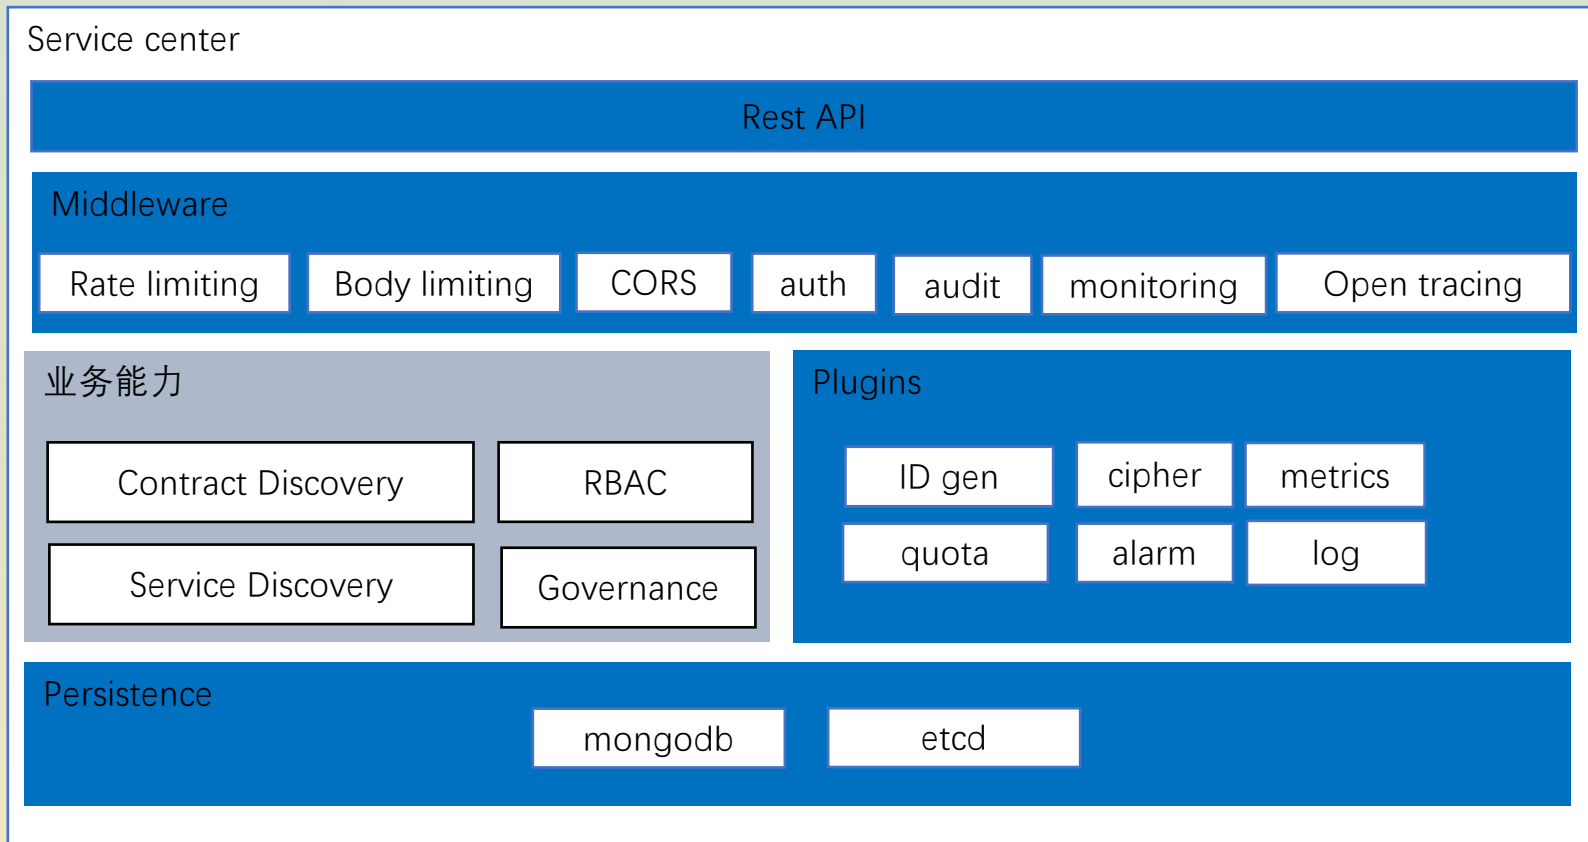 Service center
Rest API
Middleware
Rate limiting
Body limiting
CORS
auth
audit
monitoring
Open tracing
业务能力
Contract Discovery
RBAC
Service Discovery
Governance
Plugins
ID gen
cipher
metrics
quota
alarm
log
Persistence
mongodb
etcd